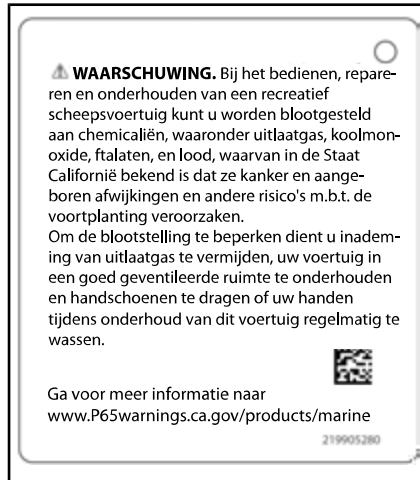 ⚠ WAARSCHUWING. Bij het bedienen, repare-
ren en onderhouden van een recreatief
scheepsvoertuig kunt u worden blootgesteld
aan chemicaliën, waaronder uitlaatgas, koolmon-
oxide, ftalaten, en lood, waarvan in de Staat
Californië bekend is dat ze kanker en aange-
boren afwijkingen en andere risico's m.b.t. de
voortplanting veroorzaken.
Om de blootstelling te beperken dient u inadem-
ing van uitlaatgas te vermijden, uw voertuig in
een goed geventileerde ruimte te onderhouden
en handschoenen te dragen of uw handen
tijdens onderhoud van dit voertuig regelmatig te
wassen.
Ga voor meer informatie naar
www.P65warnings.ca.gov/products/marine
219905280